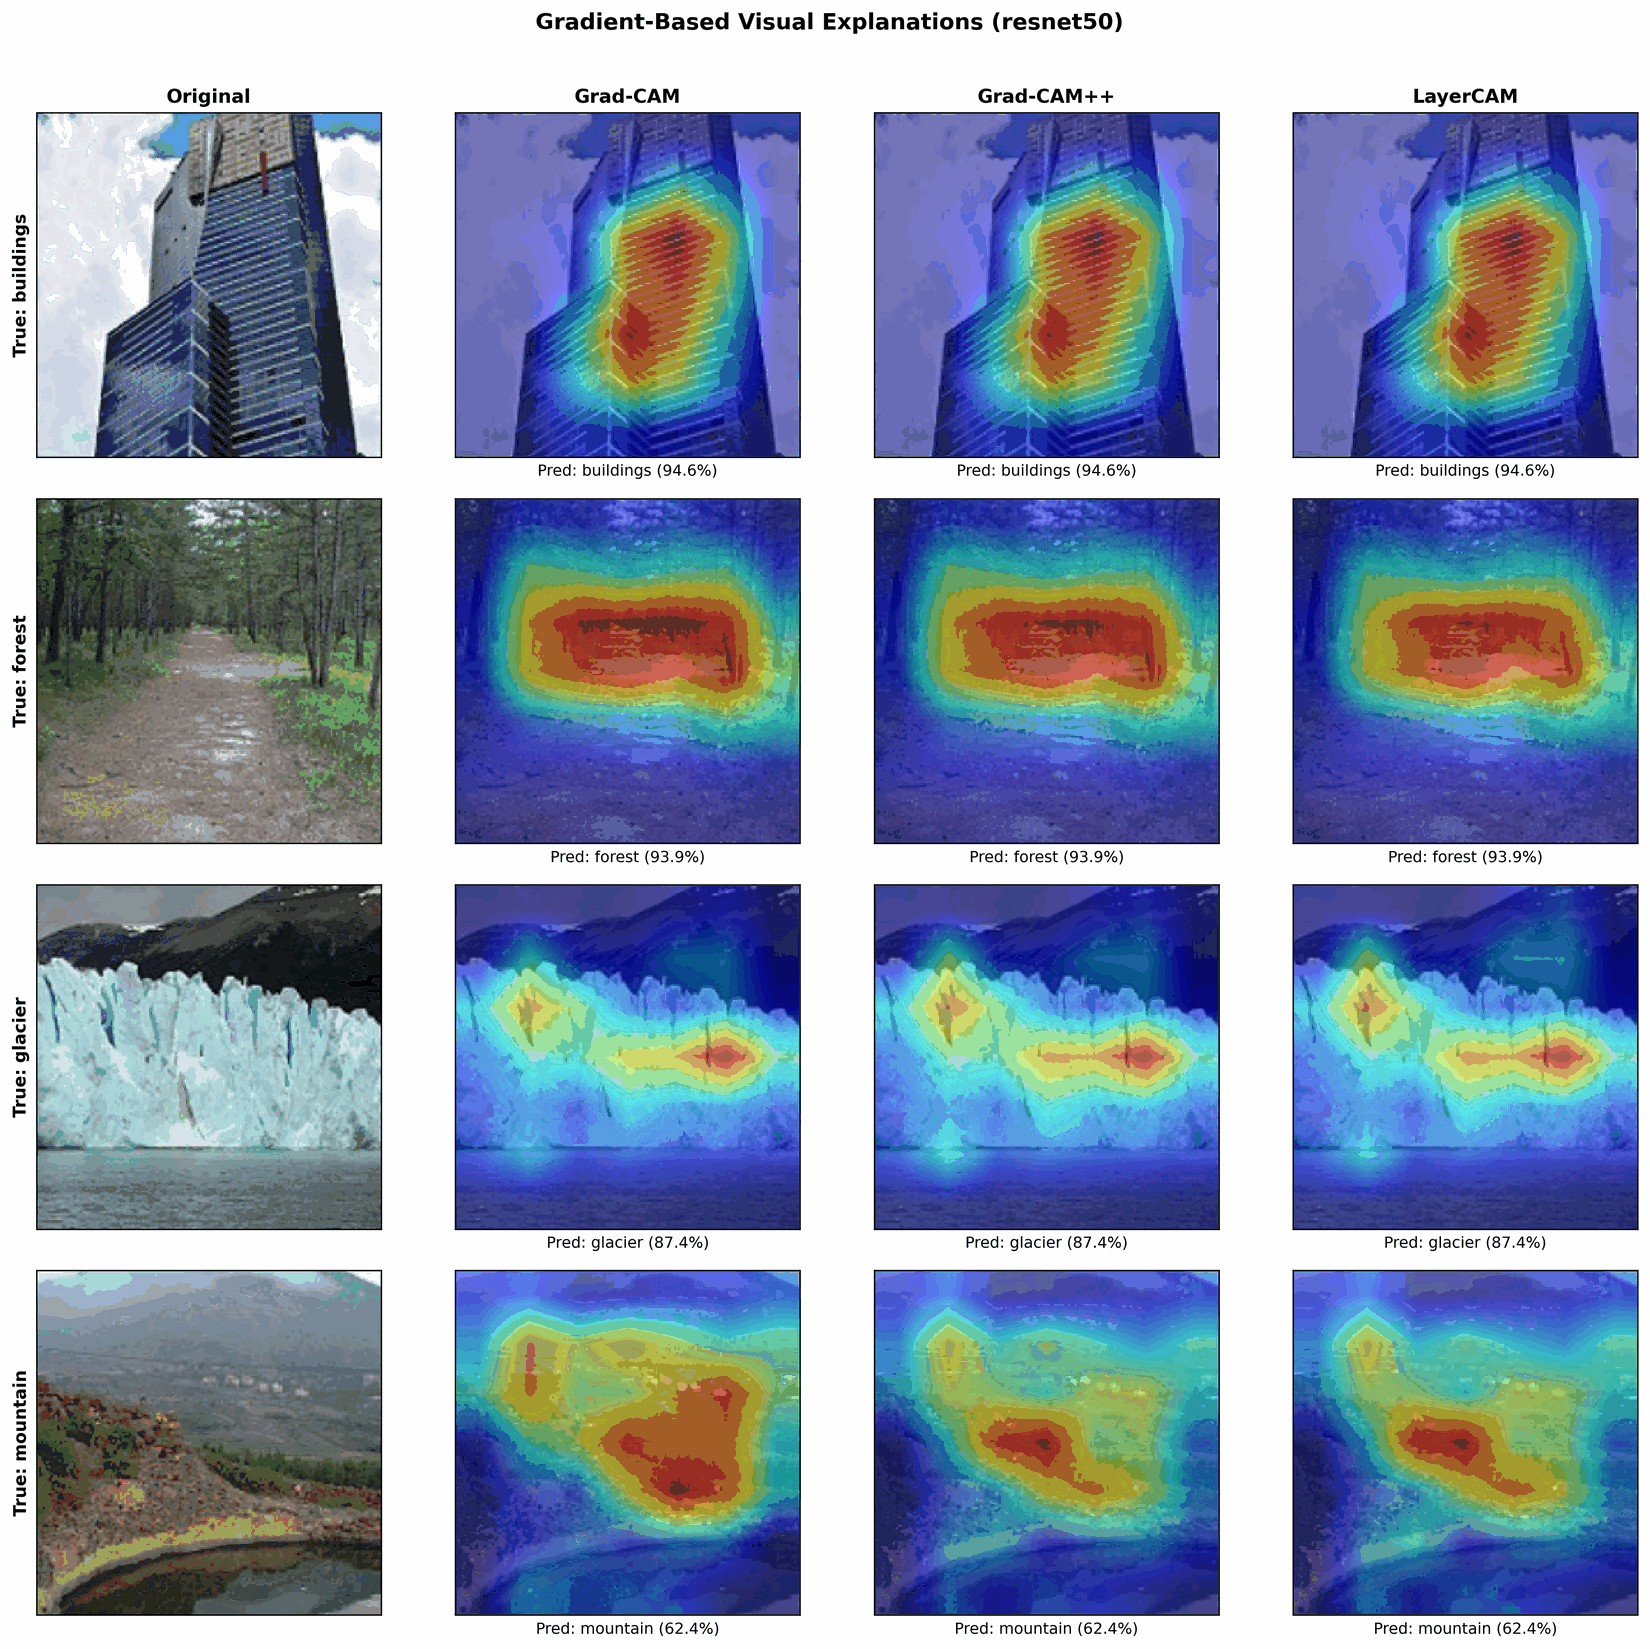 Gradient-Based Visual Explanations (resnet50)
Original Grad-CAM Grad-CAM++ LayerCAM
True: buildings
Pred: buildings (94.6%) Pred: buildings (94.6%) Pred: buildings (94.6%)
True: forest
Pred: forest (93.9%) Pred: forest (93.9%) Pred: forest (93.9%)
True: glacier
Pred: glacier (87.4%) Pred: glacier (87.4%) Pred: glacier (87.4%)
True: mountain
Pred: mountain (62.4%) Pred: mountain (62.4%) Pred: mountain (62.4%)